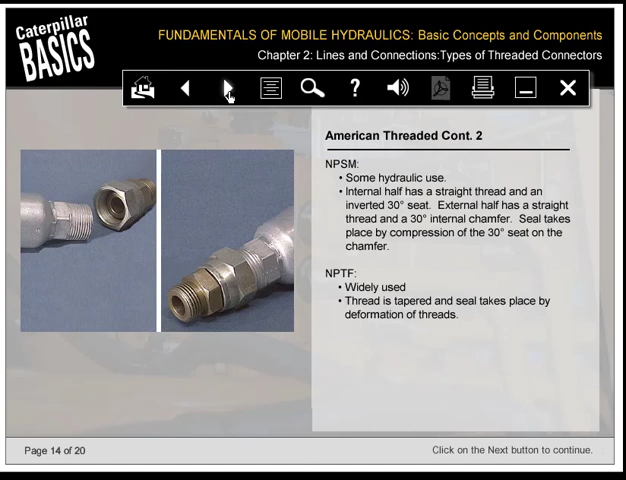 Caterpillar
BASICS
FUNDAMENTALS OF MOBILE HYDRAULICS: Basic Concepts and Components
Chapter 2: Lines and Connections:Types of Threaded Connectors
?
American Threaded Cont. 2
NPSM:
• Some hydraulic use.
• Internal half has a straight thread and an
inverted 30° seat. External half has a straight
thread and a 30° internal chamfer. Seal takes
place by compression of the 30° seat on the
chamfer.
NPTF:
• Widely used
• Thread is tapered and seal takes place by
deformation of threads.
Page 14 of 20
Click on the Next button to continue.